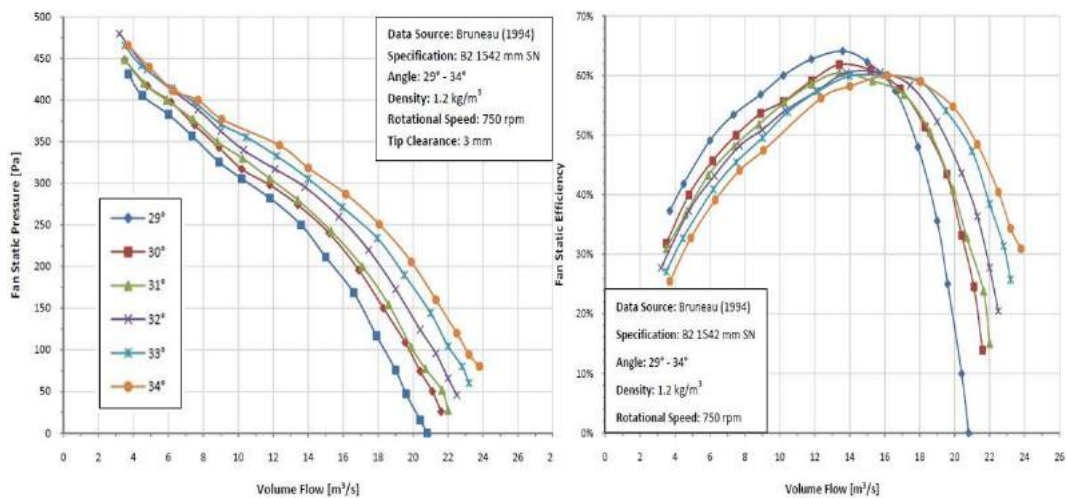 500
450
400
350
300
250
200
150
100
50
0
Fan Static Pressure [Pa]
Data Source: Bruneau (1994)
Specification: B2 1542 mm SN
Angle: 29° - 34°
Density: 1.2 kg/m³
Rotational Speed: 750 rpm
Tip Clearance: 3 mm
29°
30°
31°
32°
33°
34°
0 2 4 6 8 10 12 14 16 18 20 22 24 26 2
Volume Flow [m³/s]
70%
60%
50%
40%
30%
20%
10%
0%
Fan Static Efficiency
Data Source: Bruneau (1994)
Specification: B2 1542 mm SN
Angle: 29° - 34°
Density: 1.2 kg/m³
Rotational Speed: 750 rpm
0 2 4 6 8 10 12 14 16 18 20 22 24 26
Volume Flow [m³/s]